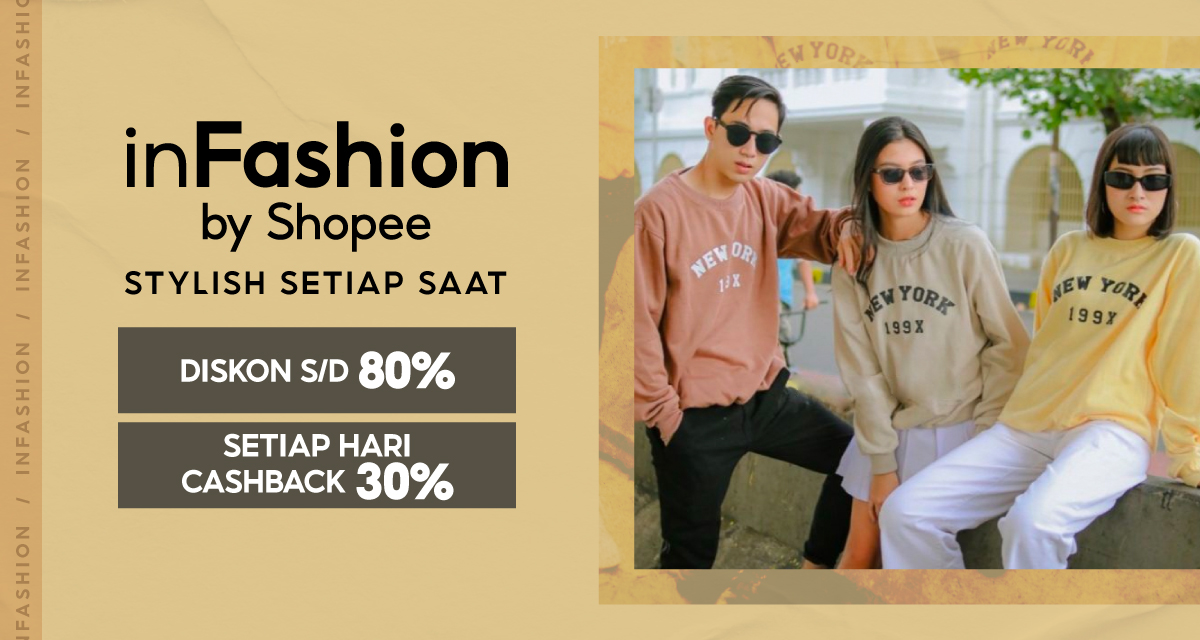 INFASHION / INFASHION / INFASHION / INFASHION
inFashion
by Shopee
STYLISH SETIAP SAAT
DISKON S/D 80%
SETIAP HARI
CASHBACK 30%
NEW YORK
NEW YORK
199X
NEW YORK
199X